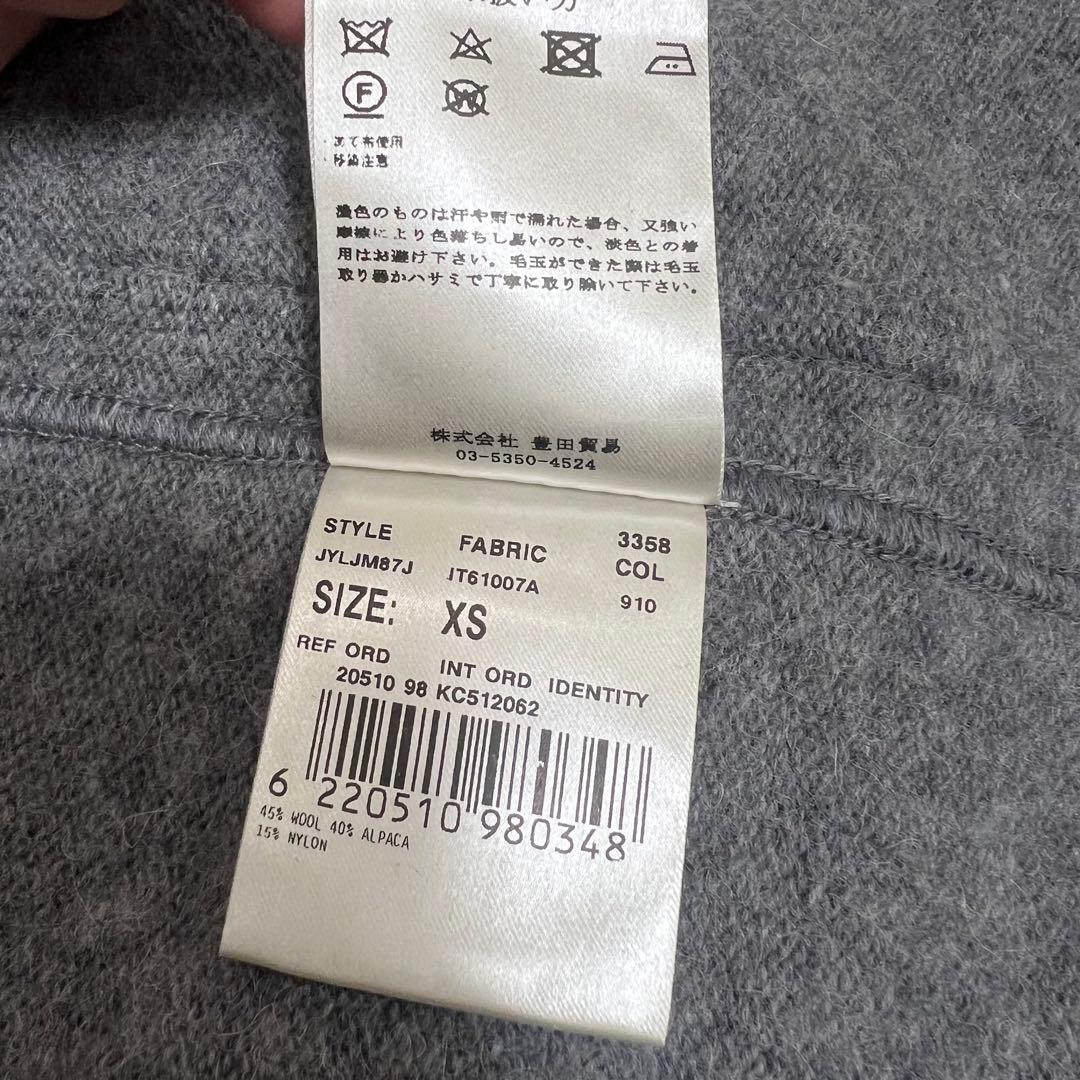 扱い方
F
W
・あて布使用
・移染注意
濃色のものは汗や雨で濡れた場合、又強い
摩擦により色落ちし易いので、淡色との着
用はお避け下さい。毛玉ができた際は毛玉
取り器かハサミで丁寧に取り除いて下さい。
株式会社 豊田貿易
03-5350-4524
STYLE FABRIC 3358
JYLJM87J IT61007A COL
910
SIZE: XS
REF ORD INT ORD IDENTITY
20510 98 KC512062
6 220510 980348
45% WOOL 40% ALPACA
15% NYLON